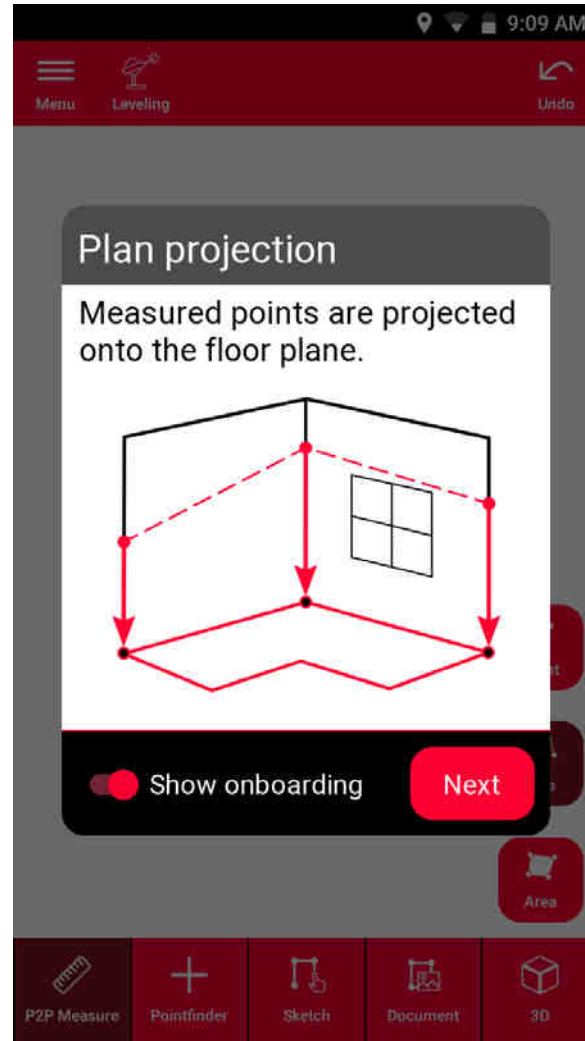 9:09 AM
Menu
Leveling
Undo
Plan projection
Measured points are projected
onto the floor plane.
Show onboarding
Next
Area
P2P Measure
Pointfinder
Sketch
Document
3D